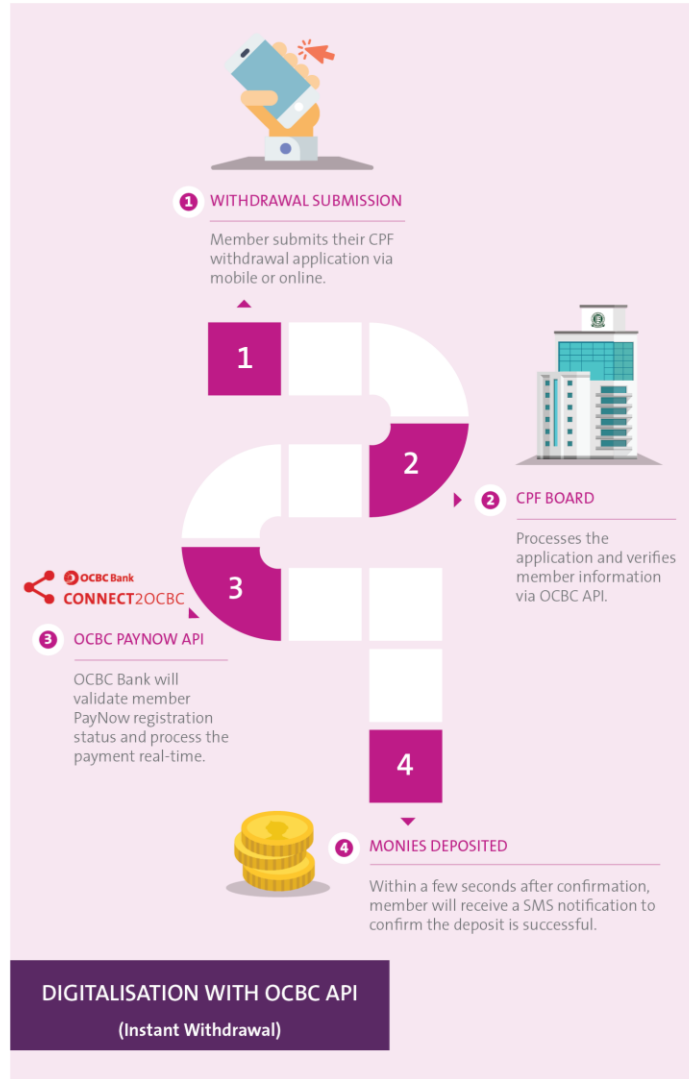 1 WITHDRAWAL SUBMISSION
Member submits their CPF
withdrawal application via
mobile or online.
1
2
2 CPF BOARD
Processes the
application and verifies
member information
via OCBC API.
3
OCBC Bank
CONNECT2OCBC
3 OCBC PAYNOW API
OCBC Bank will
validate member
PayNow registration
status and process the
payment real-time.
4
4 MONIES DEPOSITED
Within a few seconds after confirmation,
member will receive a SMS notification to
confirm the deposit is successful.
DIGITALISATION WITH OCBC API
(Instant Withdrawal)